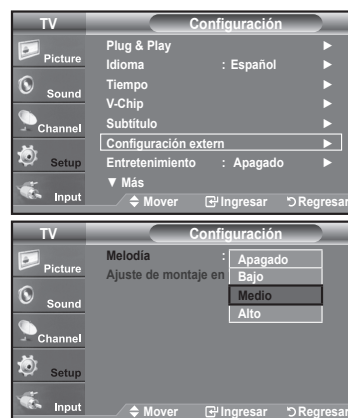 TV Configuración
Picture
Sound
Channel
Setup
Input
Plug & Play
Idioma : Español
Tiempo
V-Chip
Subtítulo
Configuración extern
Entretenimiento : Apagado
▼ Más
Mover Ingresar Regresar
TV Configuración
Picture
Sound
Channel
Setup
Input
Melodía : Apagado
Ajuste de montaje en Bajo
Medio
Alto
Mover Ingresar Regresar